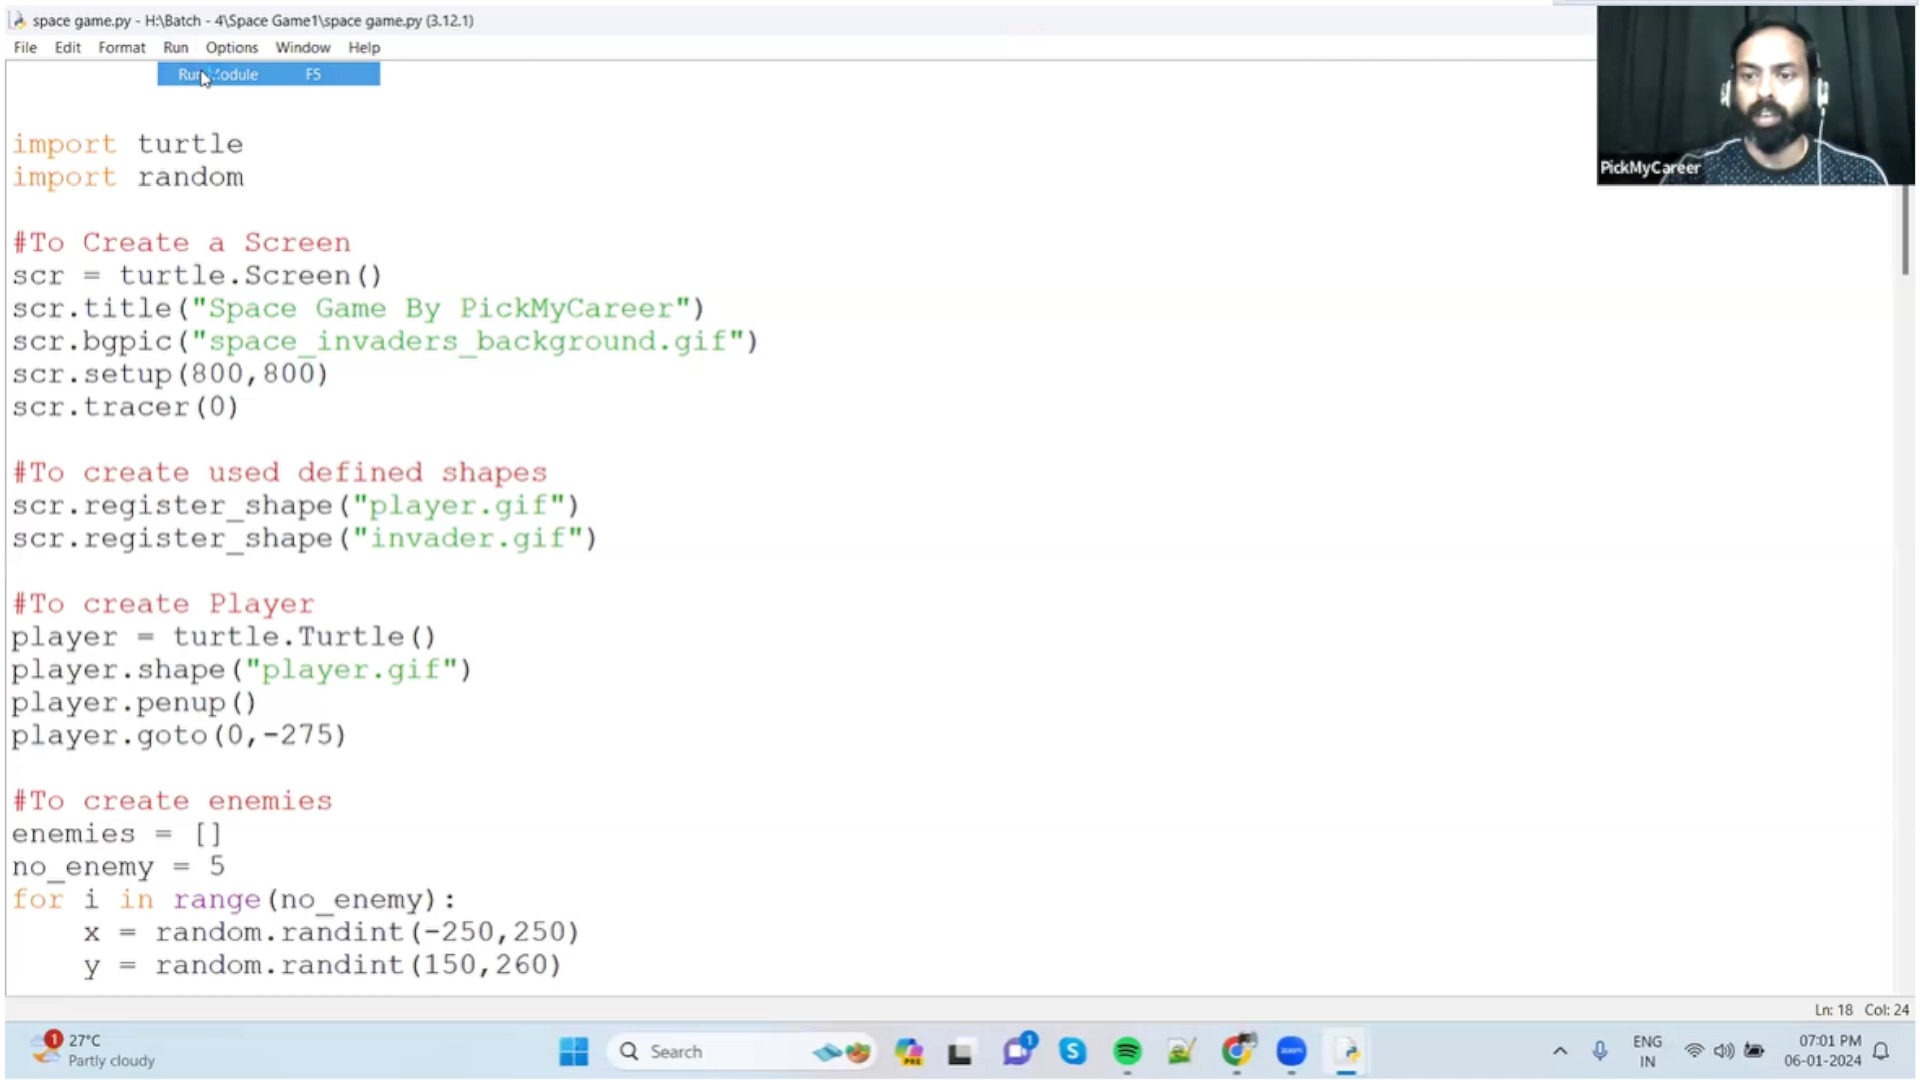 space game.py - H:\Batch - 4\Space Game1\space game.py (3.12.1)
File Edit Format Run Options Window Help
Run Module F5
import turtle
import random
#To Create a Screen
scr = turtle.Screen()
scr.title("Space Game By PickMyCareer")
scr.bgpic("space_invaders_background.gif")
scr.setup(800,800)
scr.tracer(0)
#To create used defined shapes
scr.register_shape("player.gif")
scr.register_shape("invader.gif")
#To create Player
player = turtle.Turtle()
player.shape("player.gif")
player.penup()
player.goto(0,-275)
#To create enemies
enemies = []
no_enemy = 5
for i in range(no_enemy):
    x = random.randint(-250,250)
    y = random.randint(150,260)
PickMyCareer
Ln: 18 Col: 24
1
27°C
Partly cloudy
Search
PRE
1
zoom
ENG
IN
07:01 PM
06-01-2024